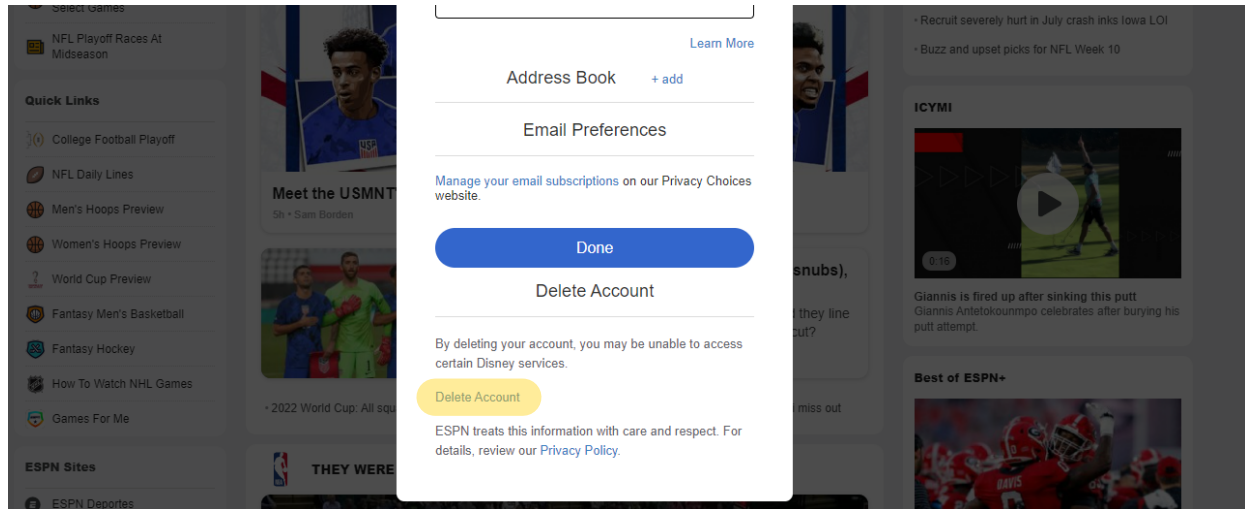 Select Games
NFL Playoff Races At
Midseason
Quick Links
College Football Playoff
NFL Daily Lines
Men's Hoops Preview
Women's Hoops Preview
World Cup Preview
Fantasy Men's Basketball
Fantasy Hockey
How To Watch NHL Games
Games For Me
ESPN Sites
ESPN Deportes
Meet the USMNT
5h • Sam Borden
• 2022 World Cup: All squ
THEY WERE
Learn More
Address Book + add
Email Preferences
Manage your email subscriptions on our Privacy Choices
website.
Done
Delete Account
By deleting your account, you may be unable to access
certain Disney services.
Delete Account
ESPN treats this information with care and respect. For
details, review our Privacy Policy.
snubs),
they line
cut?
miss out
• Recruit severely hurt in July crash inks Iowa LOI
• Buzz and upset picks for NFL Week 10
ICYMI
0:16
Giannis is fired up after sinking this putt
Giannis Antetokounmpo celebrates after burying his
putt attempt.
Best of ESPN+
DAVIS